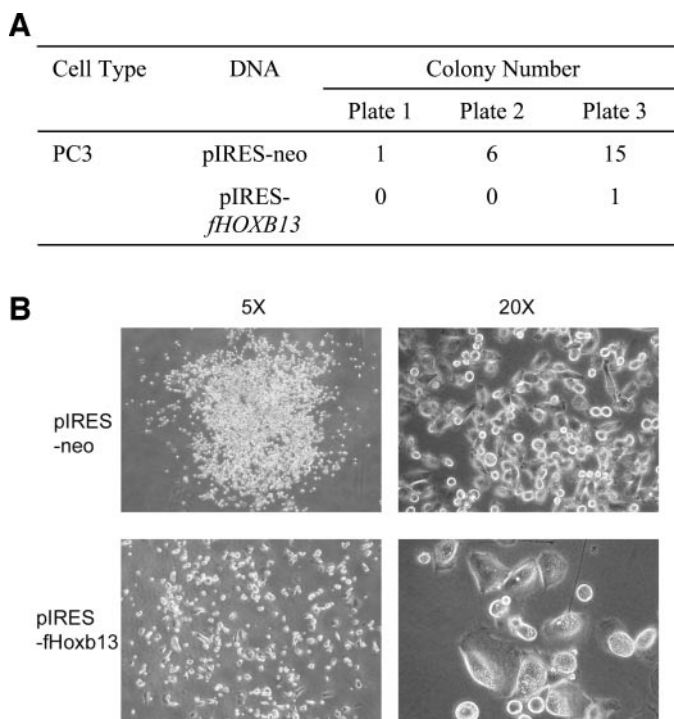 A
Cell Type DNA Colony Number
Plate 1 Plate 2 Plate 3
PC3 pIRES-neo 1 6 15
pIRES-
fHOXB13 0 0 1
B
5X 20X
pIRES
-neo
pIRES
-fHoxb13